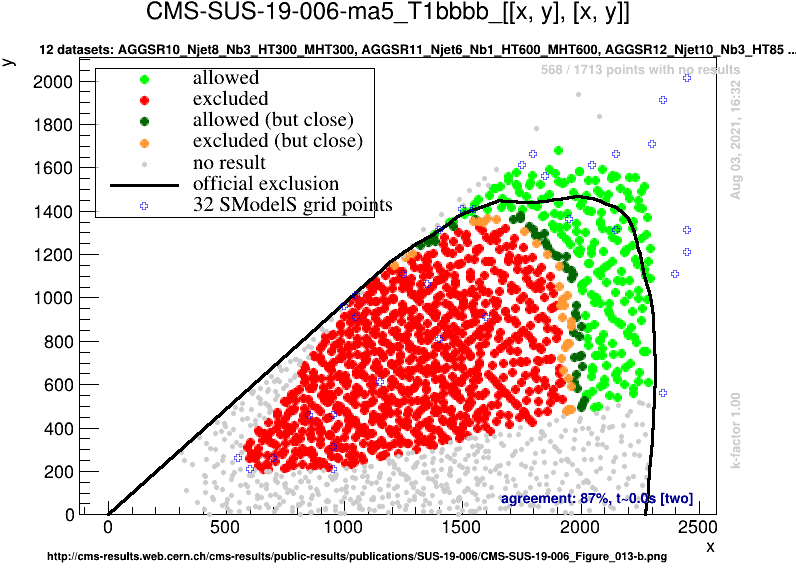 CMS-SUS-19-006-ma5_T1bbbb_[[x, y], [x, y]]
12 datasets: AGGSR10_Njet8_Nb3_HT300_MHT300, AGGSR11_Njet6_Nb1_HT600_MHT600, AGGSR12_Njet10_Nb3_HT85 ...
y
568 / 1713 points with no results
allowed
excluded
allowed (but close)
excluded (but close)
no result
official exclusion
32 SModelS grid points
Aug 03, 2021, 16:32
k-factor 1.00
2000
1800
1600
1400
1200
1000
800
600
400
200
0
agreement: 87%, t~0.0s [two]
0
500
1000
1500
2000
2500
x
http://cms-results.web.cern.ch/cms-results/public-results/publications/SUS-19-006/CMS-SUS-19-006_Figure_013-b.png